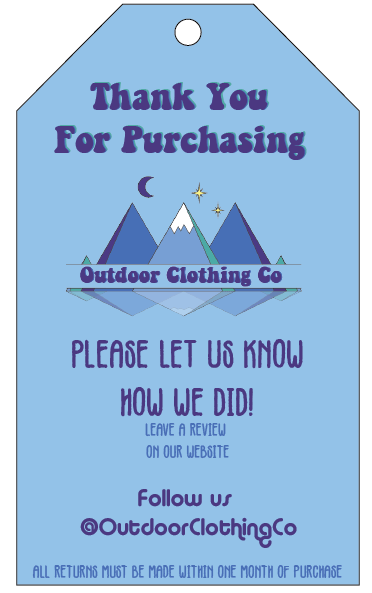 Thank You
For Purchasing
Outdoor Clothing Co
PLEASE LET US KNOW
HOW WE DID!
LEAVE A REVIEW
ON OUR WEBSITE
Follow us
@OutdoorClothingCo
ALL RETURNS MUST BE MADE WITHIN ONE MONTH OF PURCHASE